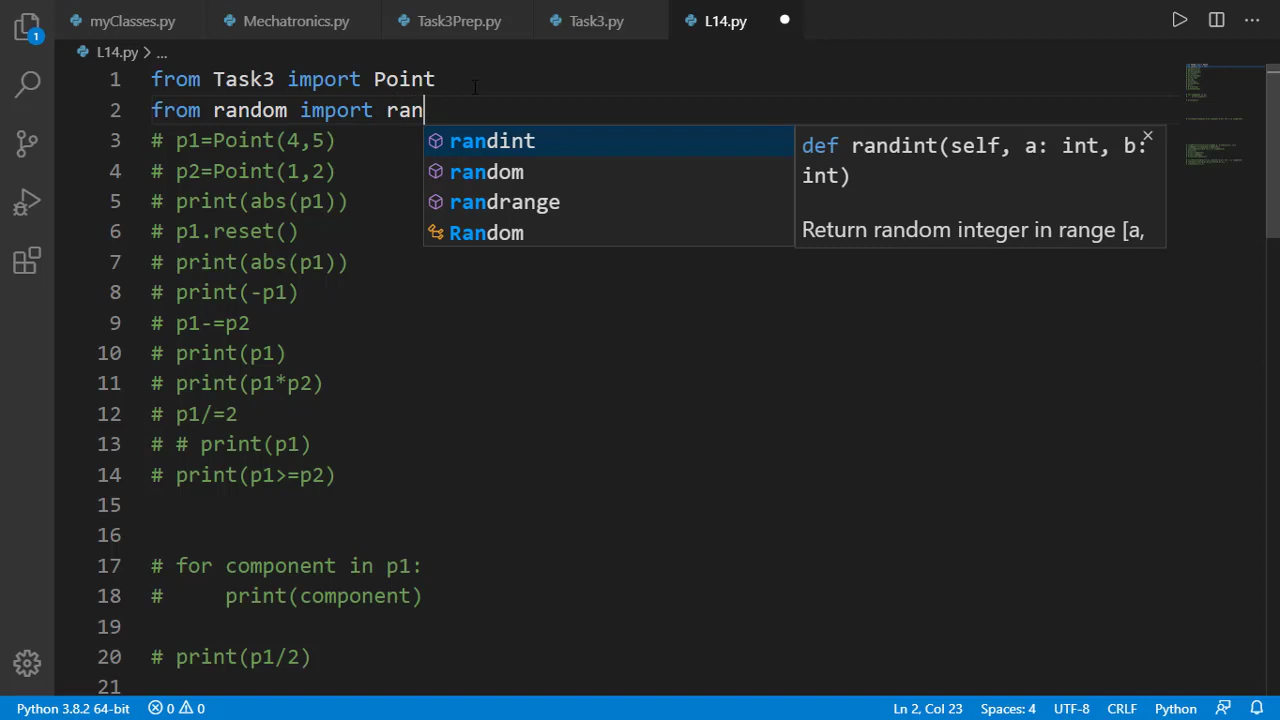 myClasses.py Mechatronics.py Task3Prep.py Task3.py L14.py
L14.py > ...
1 from Task3 import Point
2 from random import ran
3 # p1=Point(4,5)
4 # p2=Point(1,2)
5 # print(abs(p1))
6 # p1.reset()
7 # print(abs(p1))
8 # print(-p1)
9 # p1-=p2
10 # print(p1)
11 # print(p1*p2)
12 # p1/=2
13 # # print(p1)
14 # print(p1>=p2)
15
16
17 # for component in p1:
18 #     print(component)
19
20 # print(p1/2)
21
randint
random
randrange
Random
def randint(self, a: int, b:
int)
Return random integer in range [a,
1
Python 3.8.2 64-bit 0 0 Ln 2, Col 23 Spaces: 4 UTF-8 CRLF Python